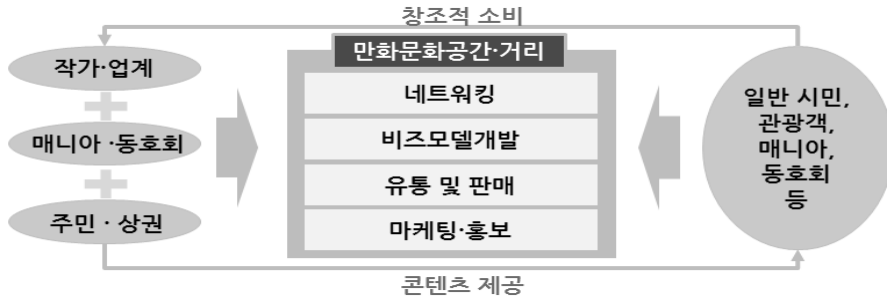 창조적 소비
만화문화공간·거리
작가·업계
매니아 ·동호회
주민 · 상권
네트워킹
비즈모델개발
유통 및 판매
마케팅·홍보
일반 시민,
관광객,
매니아,
동호회
등
콘텐츠 제공